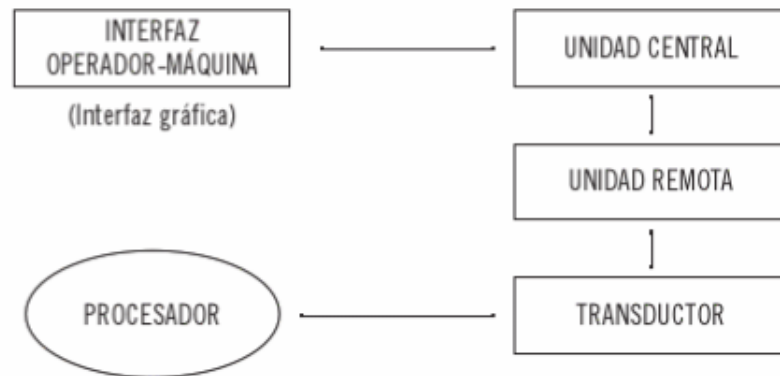 INTERFAZ
OPERADOR-MÁQUINA
(Interfaz gráfica)
UNIDAD CENTRAL
UNIDAD REMOTA
PROCESADOR
TRANSDUCTOR